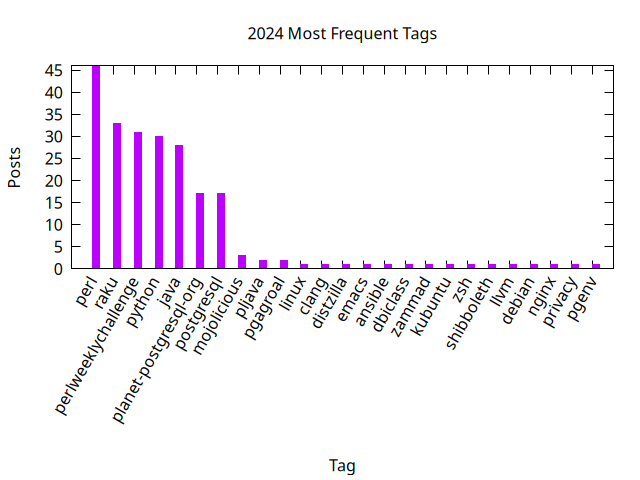 2024 Most Frequent Tags
45
40
35
30
25
20
15
10
5
0
Posts
perl
raku
perlweeklychallenge
python
java
planet-postgresql-org
postgresql
mojolicious
pljava
pgagroal
linux
clang
distzilla
emacs
ansible
dbiclass
zammad
kubuntu
zsh
shibboleth
llvm
debian
nginx
privacy
pgenv
Tag